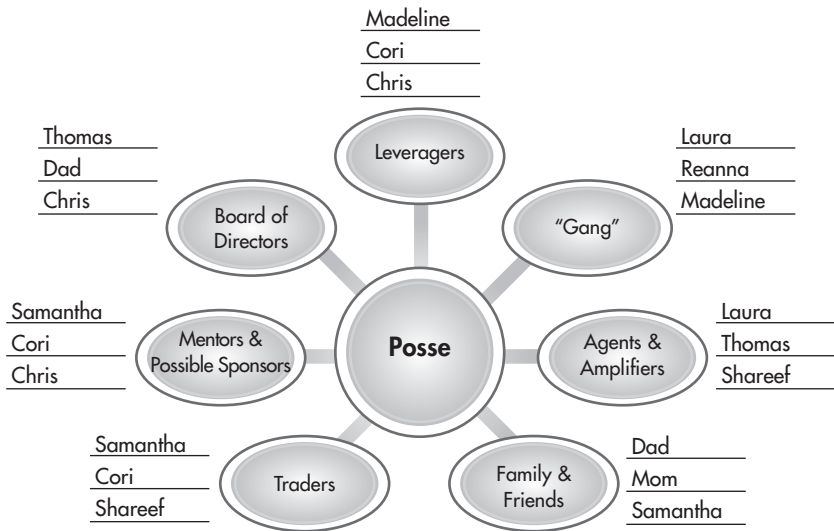 Madeline
Cori
Chris
Leveragers
Thomas
Dad
Chris
Board of
Directors
Laura
Reanna
Madeline
“Gang”
Samantha
Cori
Chris
Mentors &
Possible Sponsors
Posse
Agents &
Amplifiers
Laura
Thomas
Shareef
Samantha
Cori
Shareef
Traders
Family &
Friends
Dad
Mom
Samantha